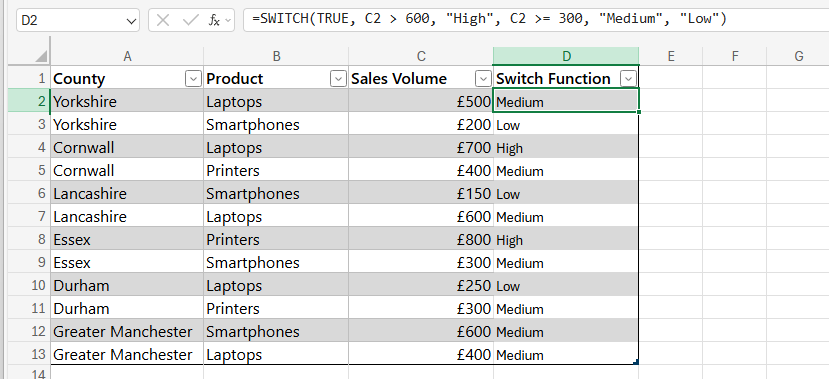 D2 fx =SWITCH(TRUE, C2 > 600, "High", C2 >= 300, "Medium", "Low")
A B C D E F G
1 County Product Sales Volume Switch Function
2 Yorkshire Laptops £500 Medium
3 Yorkshire Smartphones £200 Low
4 Cornwall Laptops £700 High
5 Cornwall Printers £400 Medium
6 Lancashire Smartphones £150 Low
7 Lancashire Laptops £600 Medium
8 Essex Printers £800 High
9 Essex Smartphones £300 Medium
10 Durham Laptops £250 Low
11 Durham Printers £300 Medium
12 Greater Manchester Smartphones £600 Medium
13 Greater Manchester Laptops £400 Medium
14